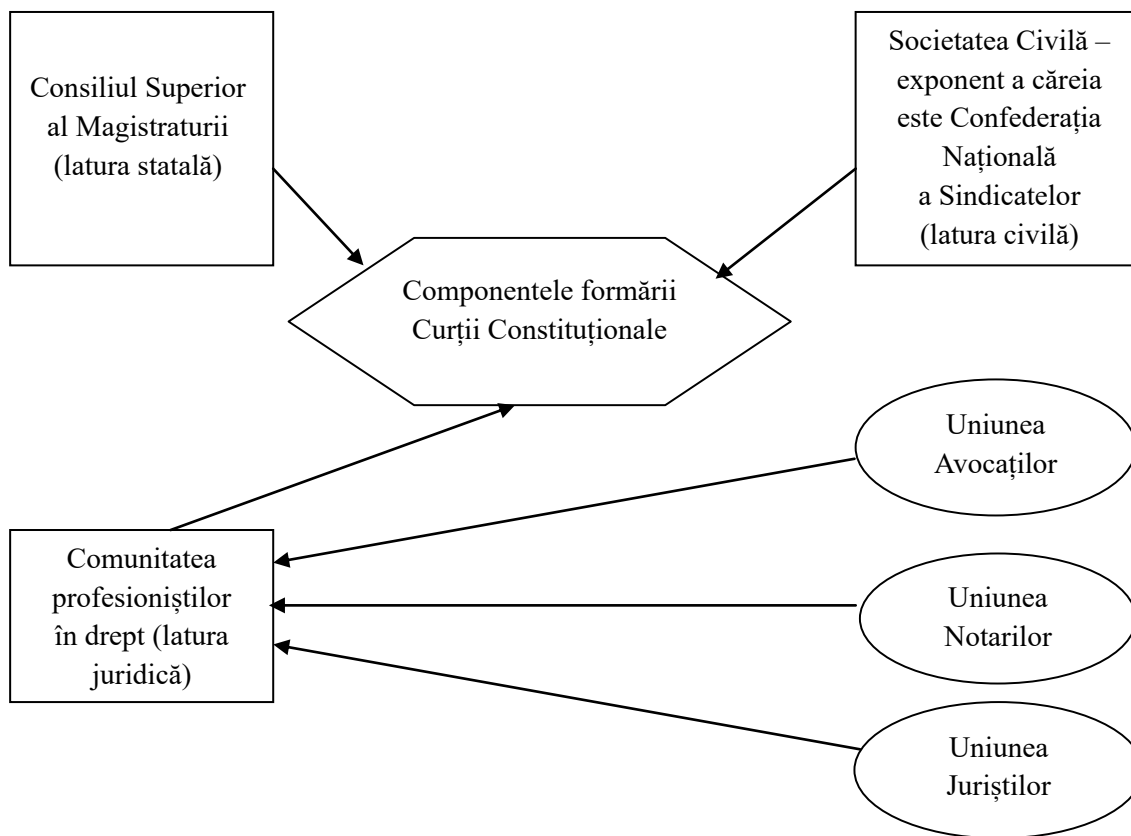 Consiliul Superior
al Magistraturii
(latura statală)
Societatea Civilă –
exponent a căreia
este Confederația
Națională
a Sindicatelor
(latura civilă)
Componentele formării
Curții Constituționale
Uniunea
Avocaților
Comunitatea
profesioniștilor
în drept (latura
juridică)
Uniunea
Notarilor
Uniunea
Juriștilor